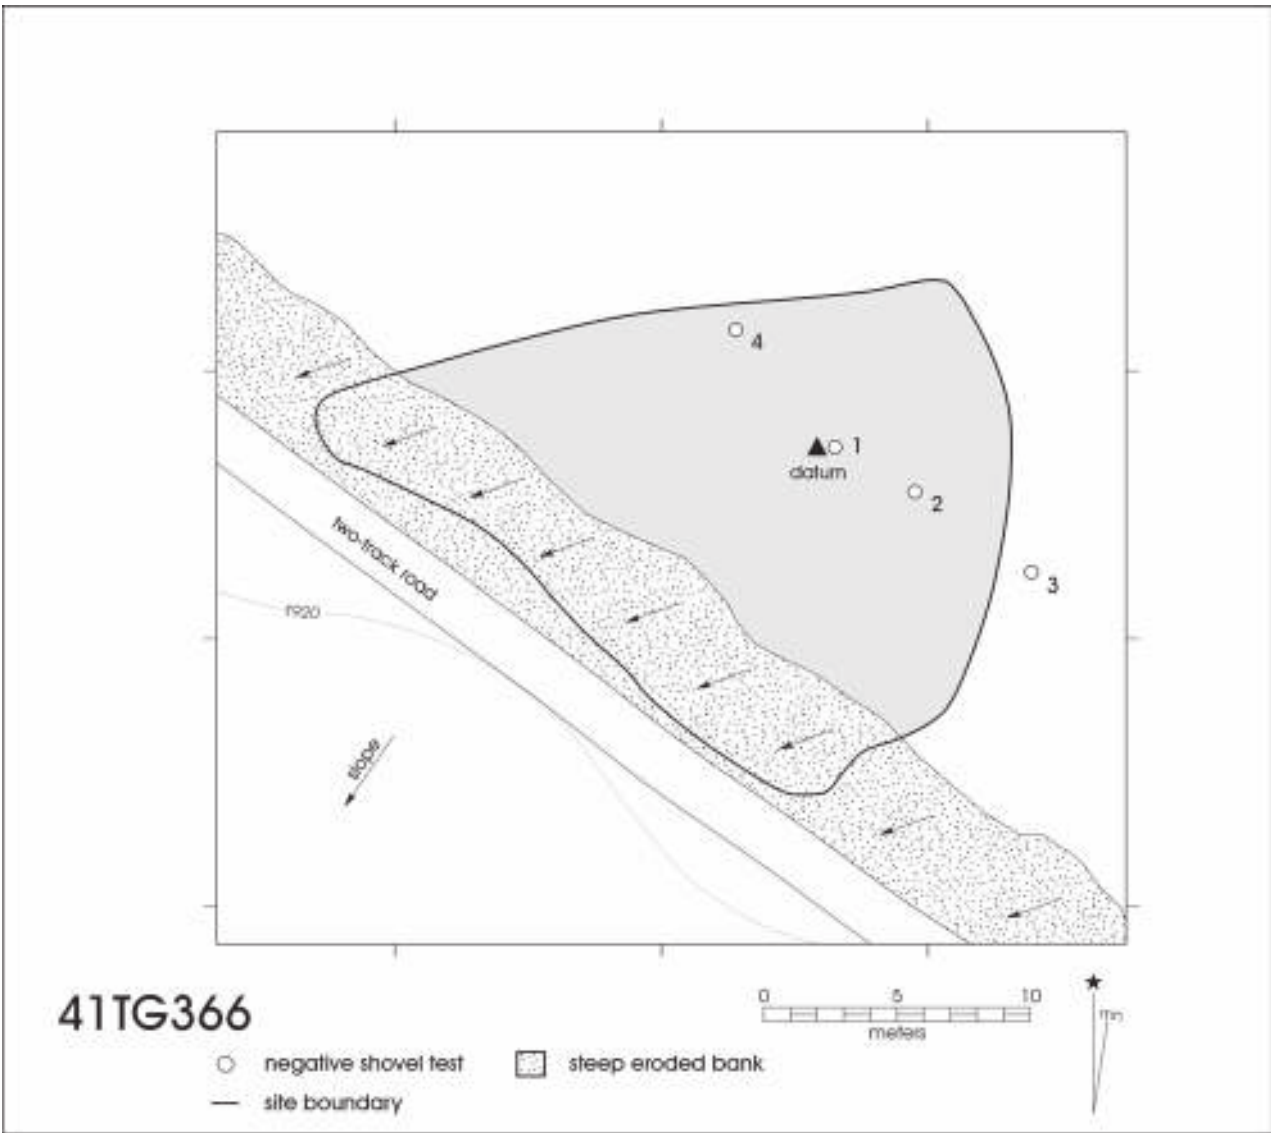 4
1
datum
2
3
two-track road
1920
slope
41TG366
0 5 10
meters
mn
negative shovel test
steep eroded bank
site boundary